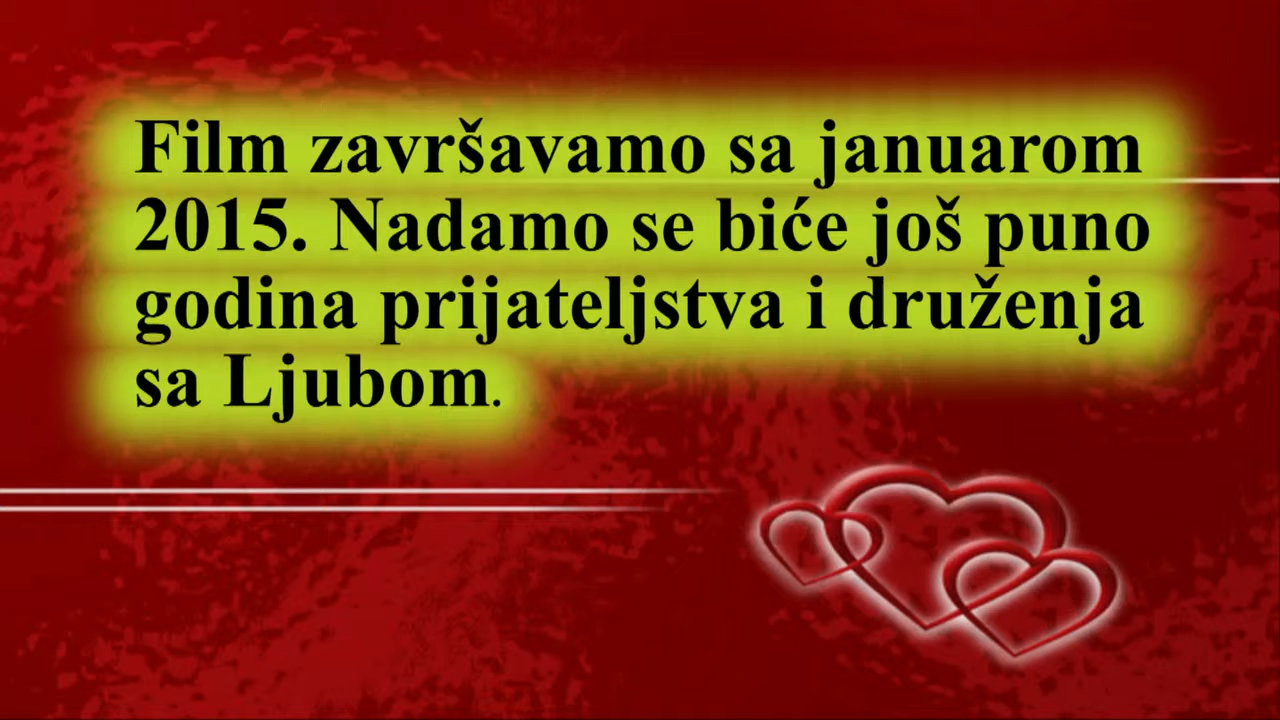 Film završavamo sa januarom
2015. Nadamo se biće još puno
godina prijateljstva i druženja
sa Ljubom.